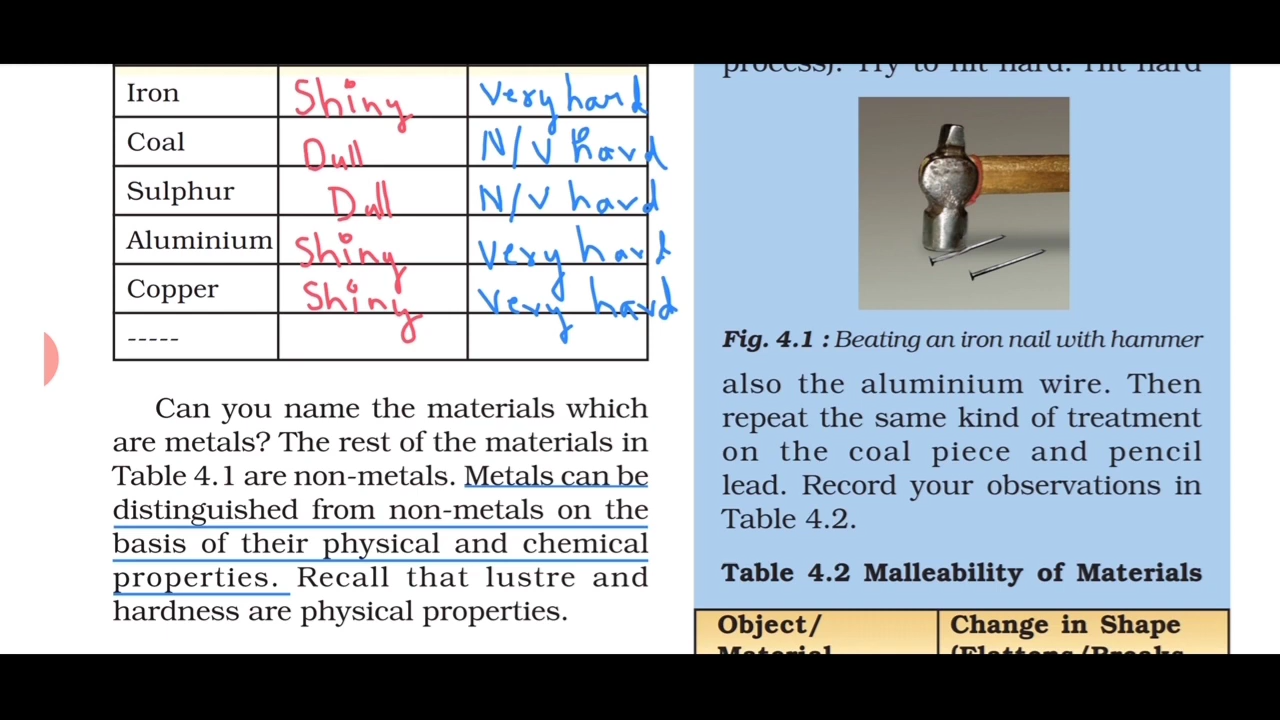 Iron Shiny Very hard
Coal Dull N/V hard
Sulphur Dull N/V hard
Aluminium Shiny Very hard
Copper Shiny Very hard
-----
Can you name the materials which
are metals? The rest of the materials in
Table 4.1 are non-metals. Metals can be
distinguished from non-metals on the
basis of their physical and chemical
properties. Recall that lustre and
hardness are physical properties.
process). Try to hit hard. Hit hard
Fig. 4.1 : Beating an iron nail with hammer
also the aluminium wire. Then
repeat the same kind of treatment
on the coal piece and pencil
lead. Record your observations in
Table 4.2.
Table 4.2 Malleability of Materials
Object/ Change in Shape
Material (Flattens/Breaks